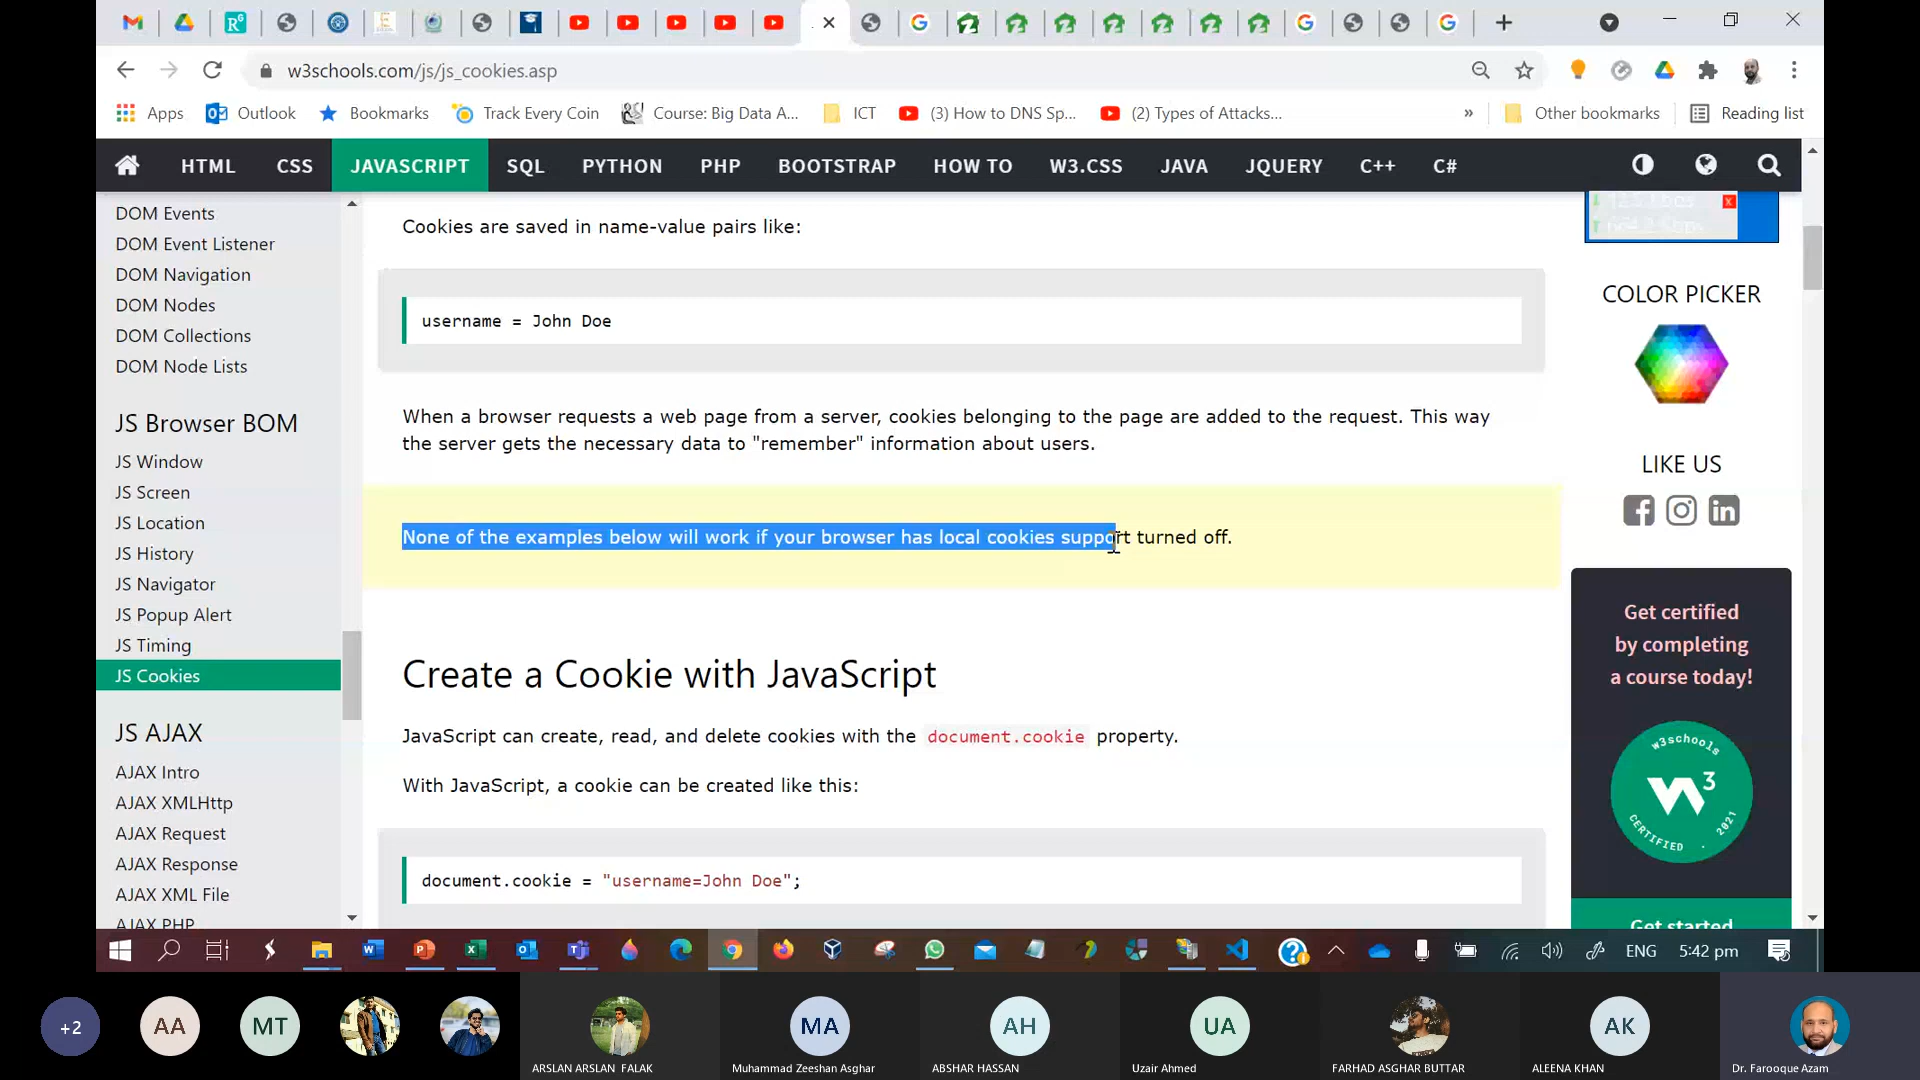 w3schools.com/js/js_cookies.asp
Apps
Outlook
Bookmarks
Track Every Coin
Course: Big Data A...
ICT
(3) How to DNS Sp...
(2) Types of Attacks...
»
Other bookmarks
Reading list
HTML
CSS
JAVASCRIPT
SQL
PYTHON
PHP
BOOTSTRAP
HOW TO
W3.CSS
JAVA
JQUERY
C++
C#
DOM Events
DOM Event Listener
DOM Navigation
DOM Nodes
DOM Collections
DOM Node Lists
JS Browser BOM
JS Window
JS Screen
JS Location
JS History
JS Navigator
JS Popup Alert
JS Timing
JS Cookies
JS AJAX
AJAX Intro
AJAX XMLHttp
AJAX Request
AJAX Response
AJAX XML File
AJAX PHP
Cookies are saved in name-value pairs like:
username = John Doe
When a browser requests a web page from a server, cookies belonging to the page are added to the request. This way
the server gets the necessary data to "remember" information about users.
None of the examples below will work if your browser has local cookies support turned off.
Create a Cookie with JavaScript
JavaScript can create, read, and delete cookies with the document.cookie property.
With JavaScript, a cookie can be created like this:
document.cookie = "username=John Doe";
COLOR PICKER
LIKE US
Get certified
by completing
a course today!
w3schools
CERTIFIED . 2021
Get started
ENG
5:42 pm
+2
AA
MT
ARSLAN ARSLAN FALAK
MA
Muhammad Zeeshan Asghar
AH
ABSHAR HASSAN
UA
Uzair Ahmed
FARHAD ASGHAR BUTTAR
AK
ALEENA KHAN
Dr. Farooque Azam